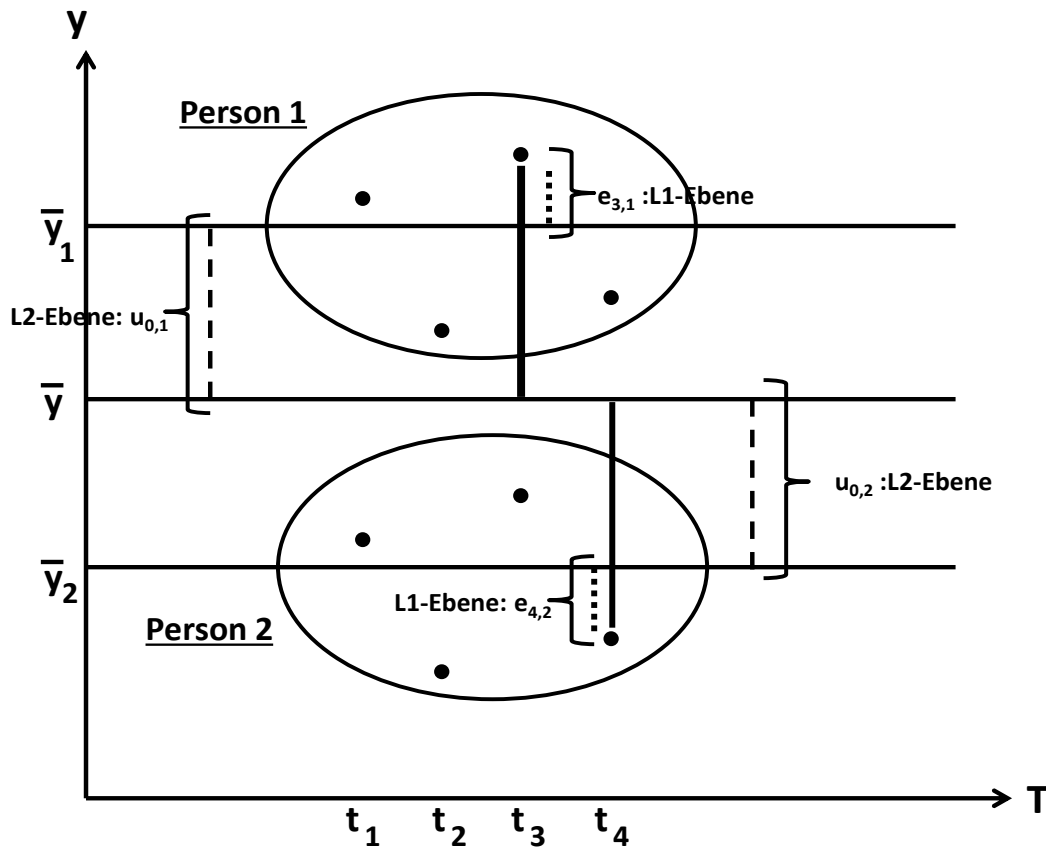 y
Person 1
e3,1 :L1-Ebene
ȳ1
L2-Ebene: u0,1
ȳ
u0,2 :L2-Ebene
ȳ2
L1-Ebene: e4,2
Person 2
T
t1 t2 t3 t4